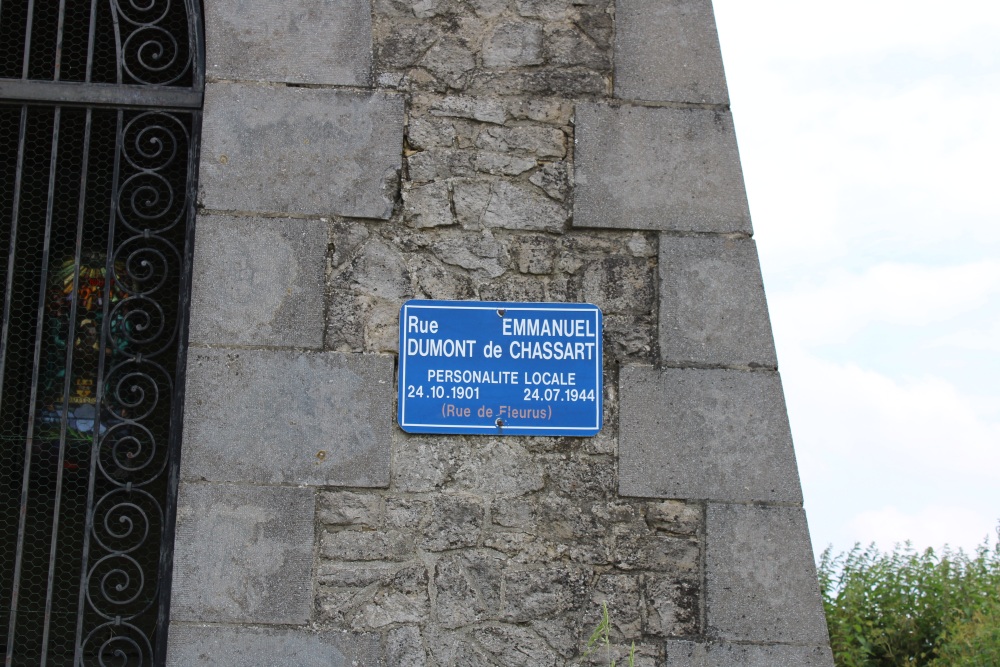 Rue EMMANUEL
DUMONT de CHASSART
PERSONALITE LOCALE
24.10.1901 24.07.1944
(Rue de Fleurus)